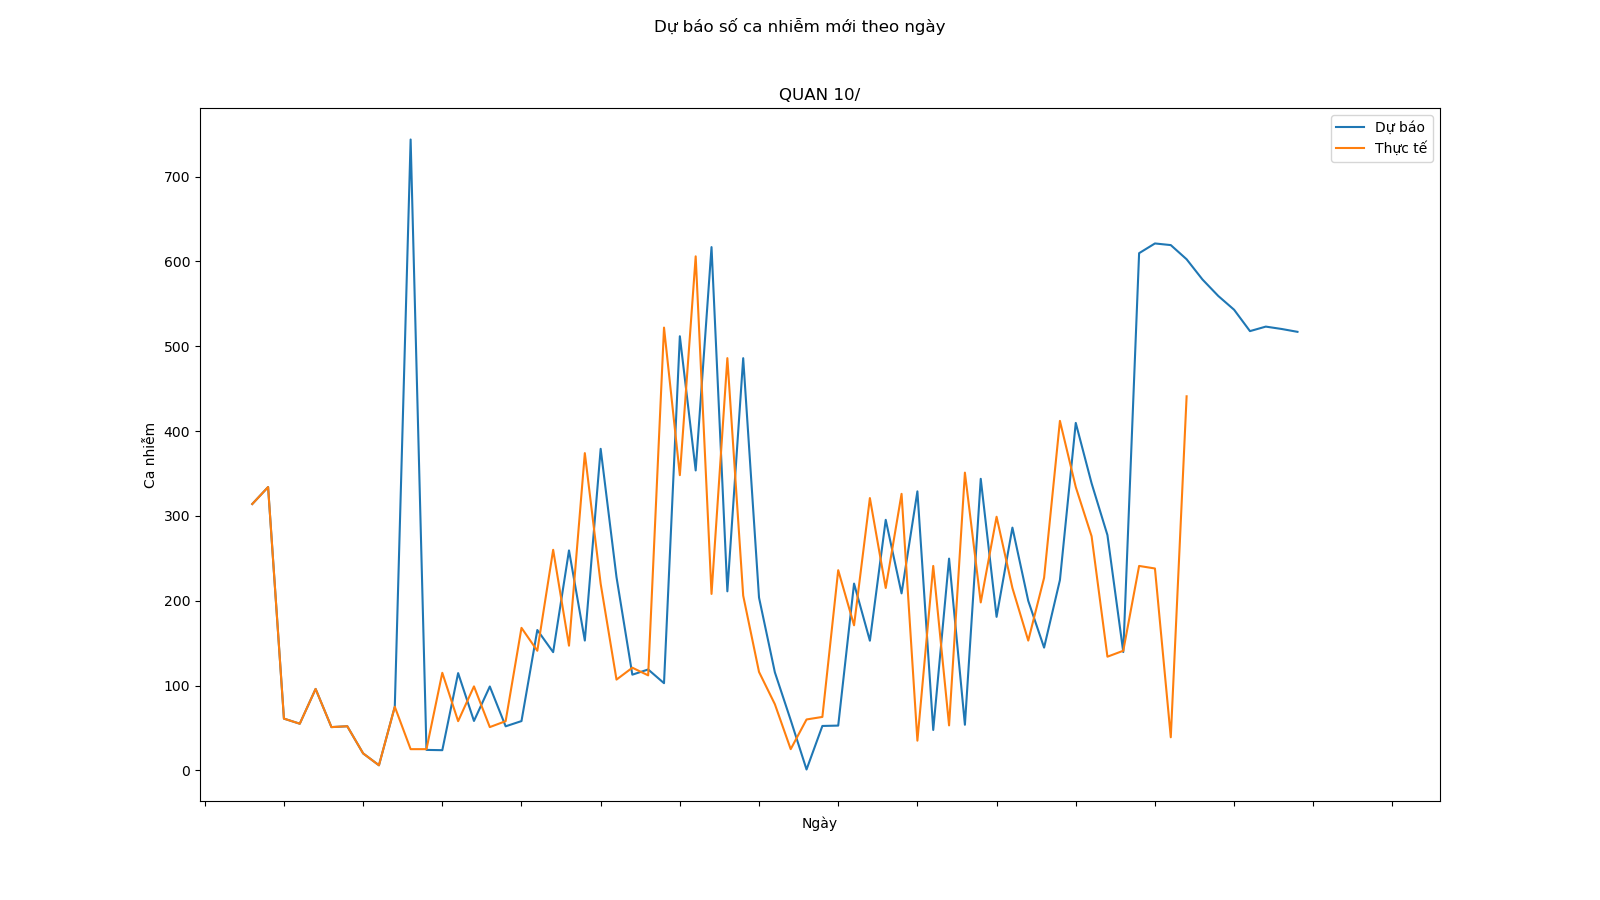 Dự báo số ca nhiễm mới theo ngày
QUAN 10/
Dự báo
Thực tế
700
600
500
400
300
200
100
0
Ca nhiễm
Ngày